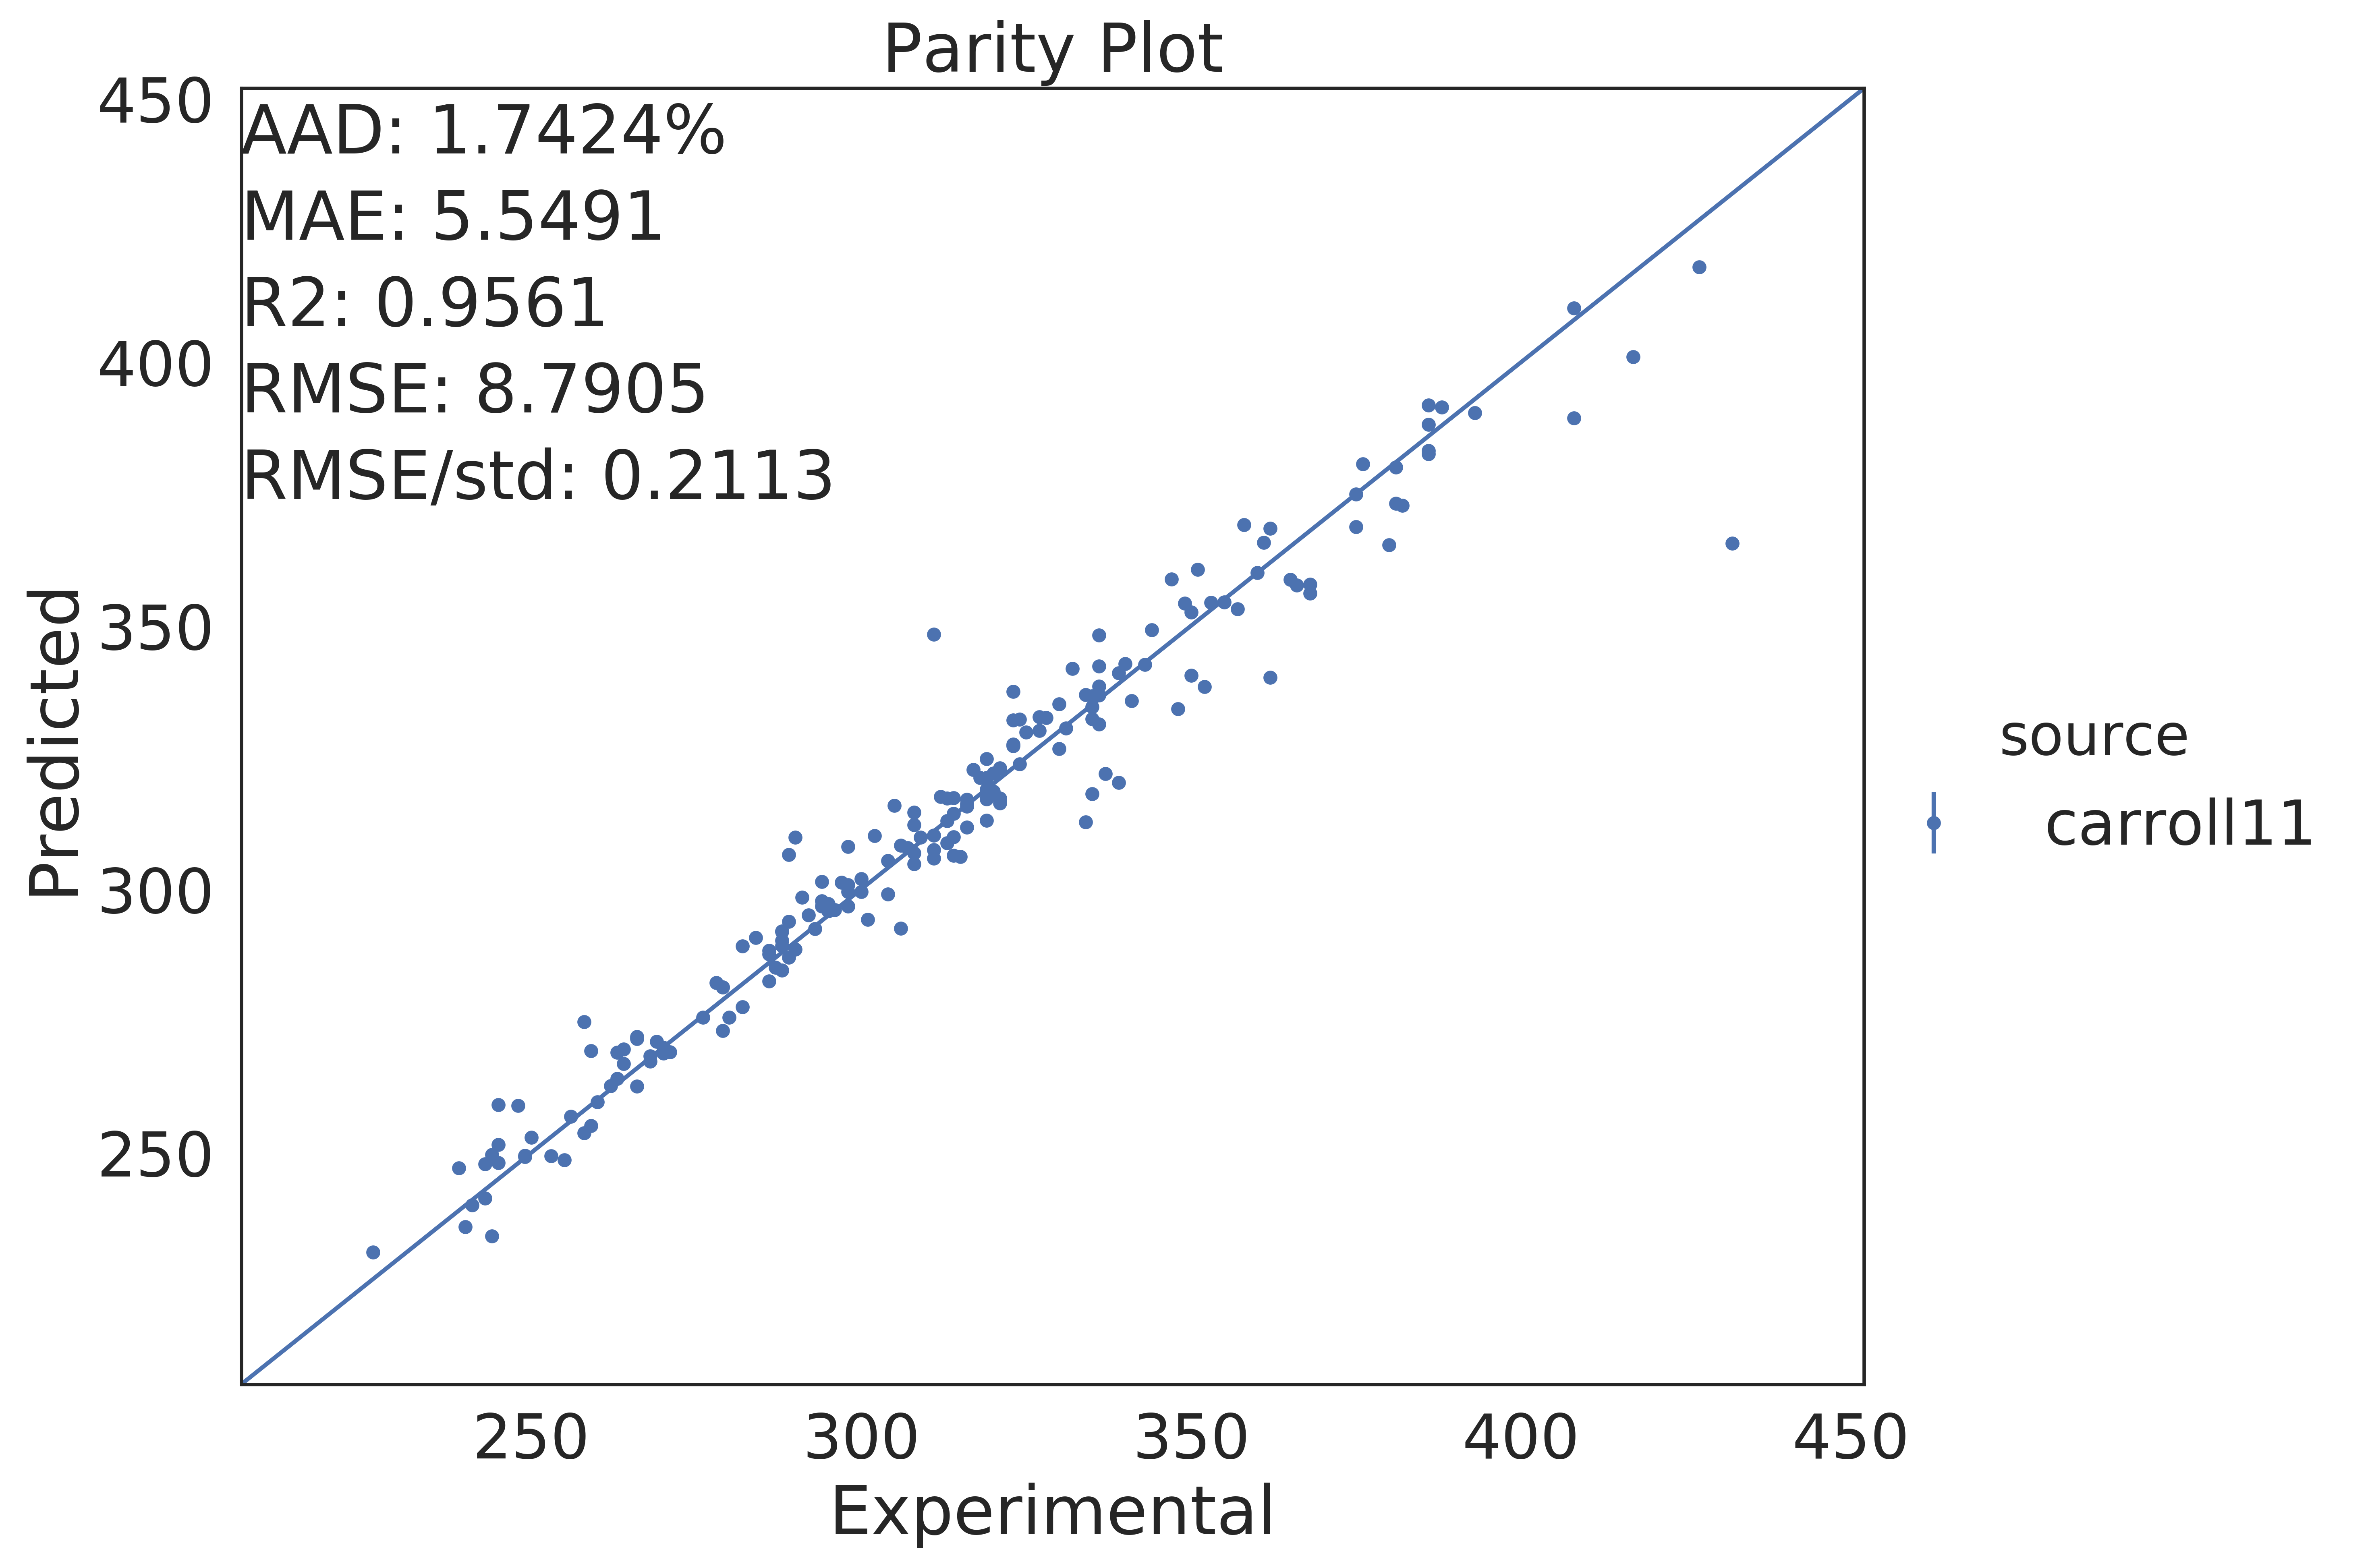 Parity Plot
AAD: 1.7424%
MAE: 5.5491
R2: 0.9561
RMSE: 8.7905
RMSE/std: 0.2113
450
400
350
300
250
Predicted
250 300 350 400 450
Experimental
source
carroll11